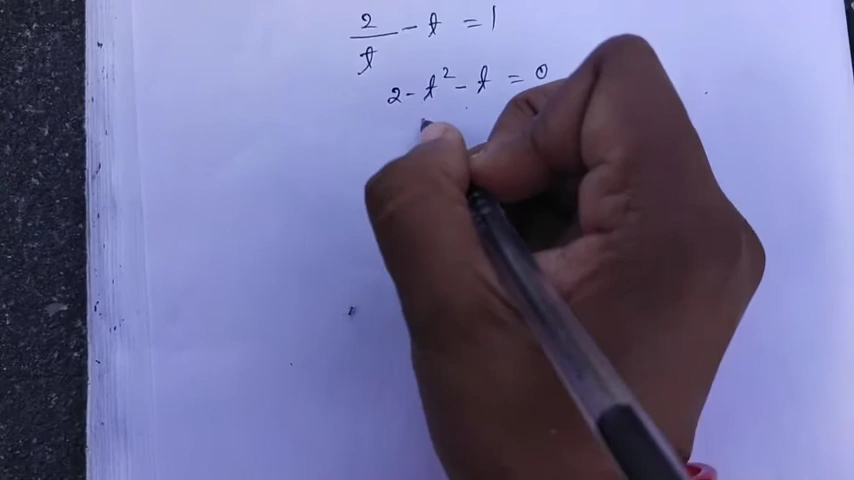 2/t - t = 1
2 - t² - t = 0